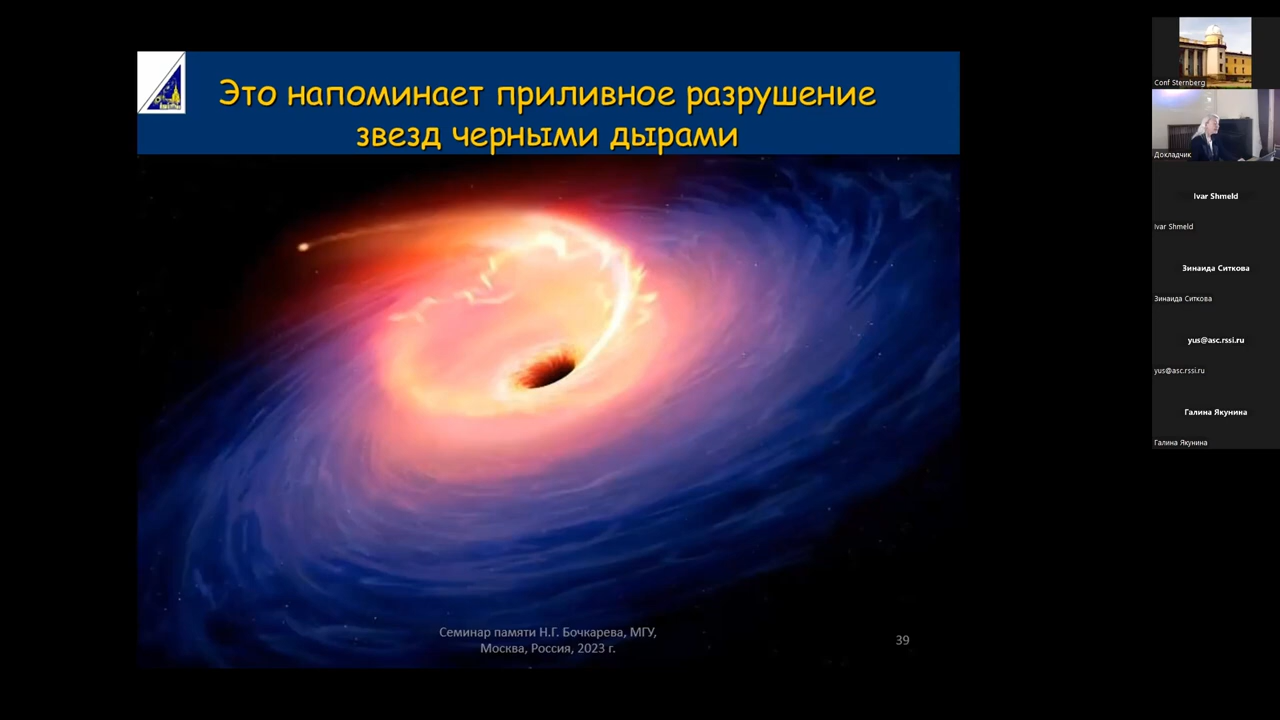 Это напоминает приливное разрушение
звезд черными дырами
Семинар памяти Н.Г. Бочкарева, МГУ,
Москва, Россия, 2023 г.
39
Conf Sternberg
Докладчик
Ivar Shmeld
Ivar Shmeld
Зинаида Ситкова
Зинаида Ситкова
yus@asc.rssi.ru
yus@asc.rssi.ru
Галина Якунина
Галина Якунина